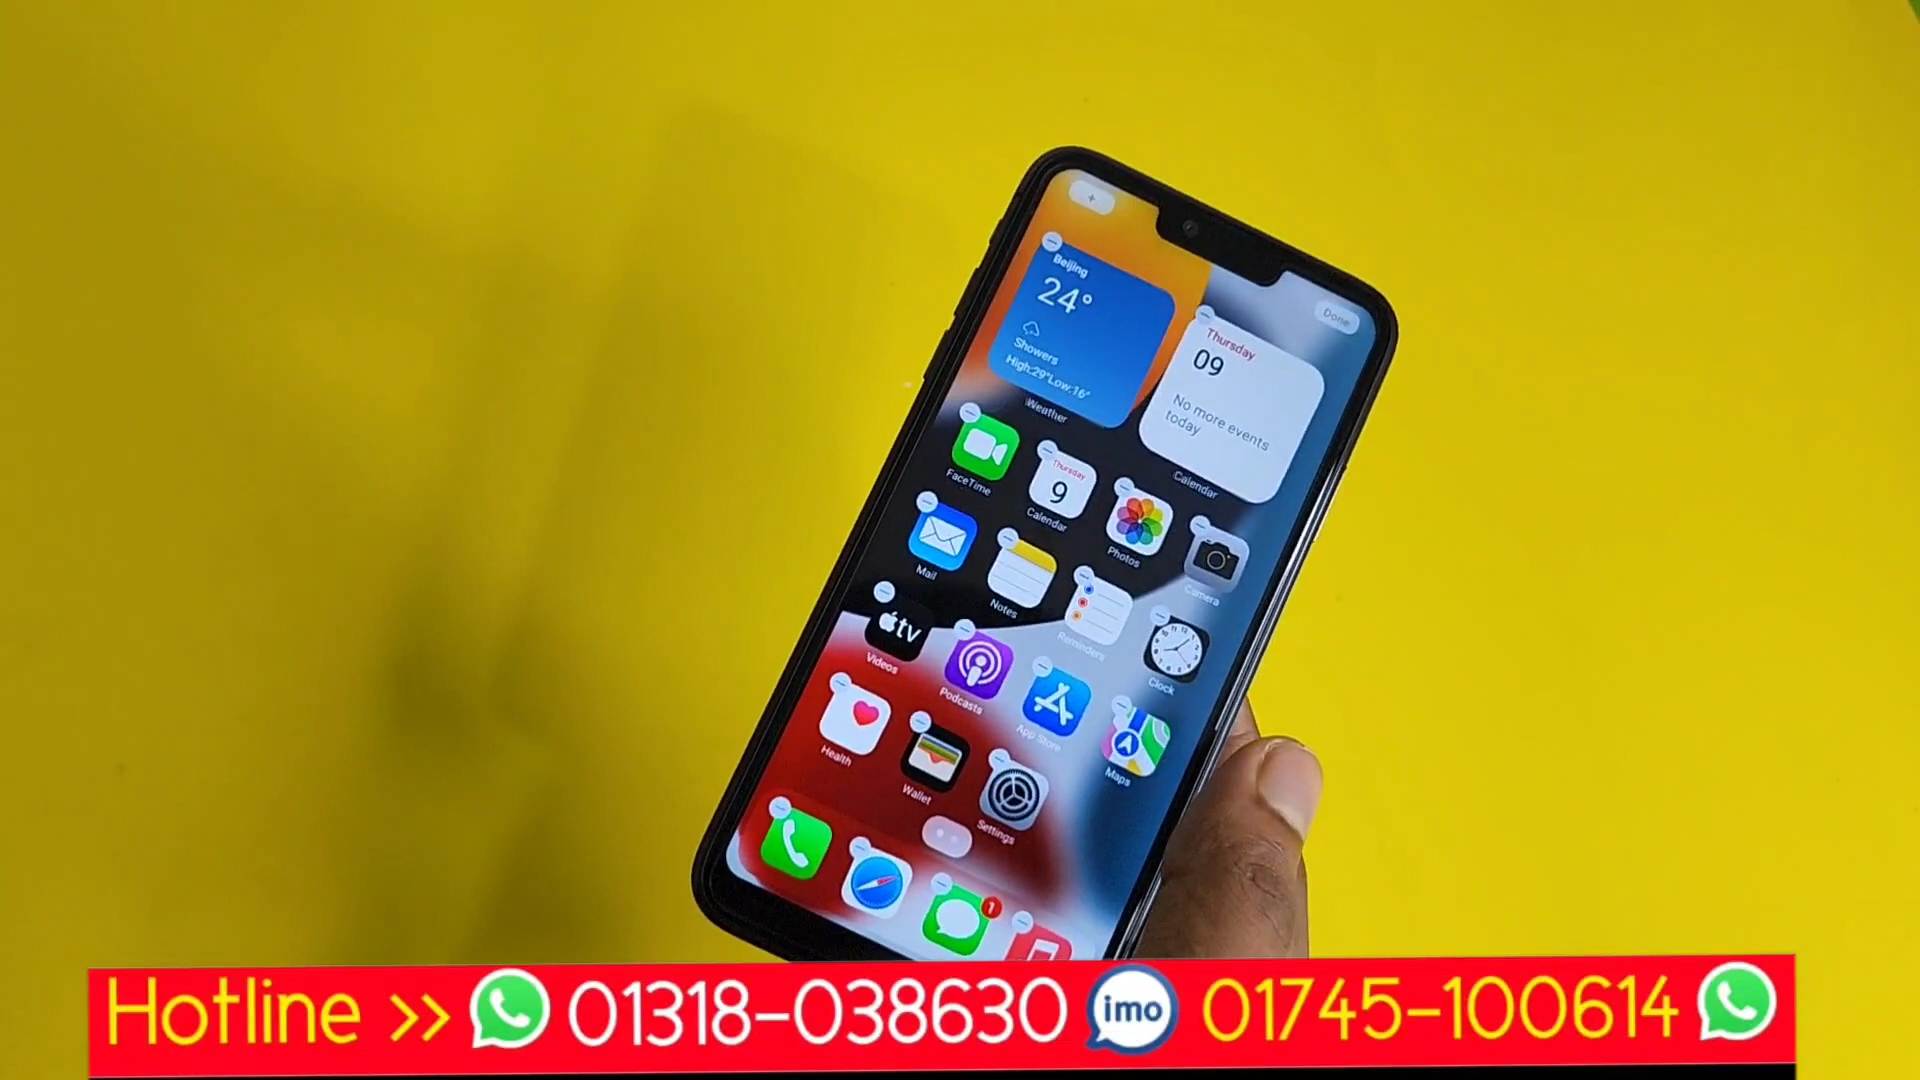 +
Done
Beijing
24°
Showers
High:29°Low:16°
Weather
Thursday
09
No more events
today
Calendar
FaceTime
Thursday
9
Calendar
Photos
Camera
Mail
Notes
Reminders
Clock
tv
Videos
Podcasts
App Store
Maps
Health
Wallet
Settings
1
Hotline >> 01318-038630 imo 01745-100614